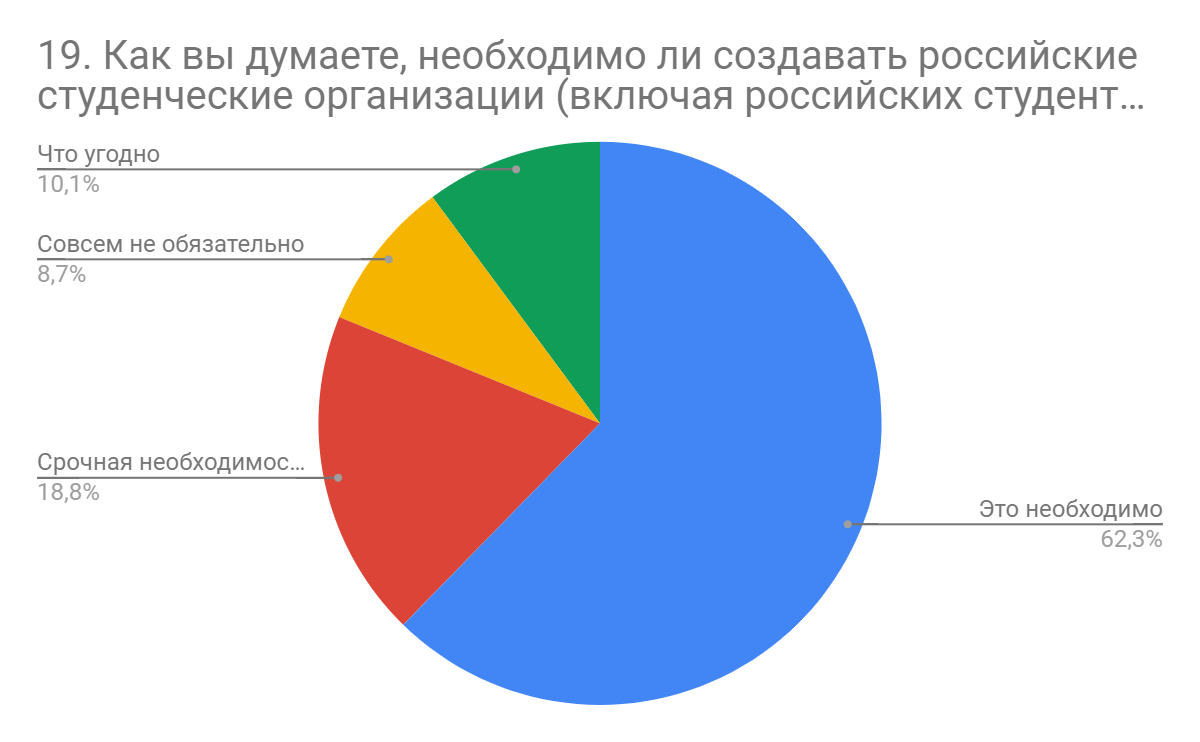 19. Как вы думаете, необходимо ли создавать российские
студенческие организации (включая российских студент…
Что угодно
10,1%
Совсем не обязательно
8,7%
Срочная необходимос…
18,8%
Это необходимо
62,3%